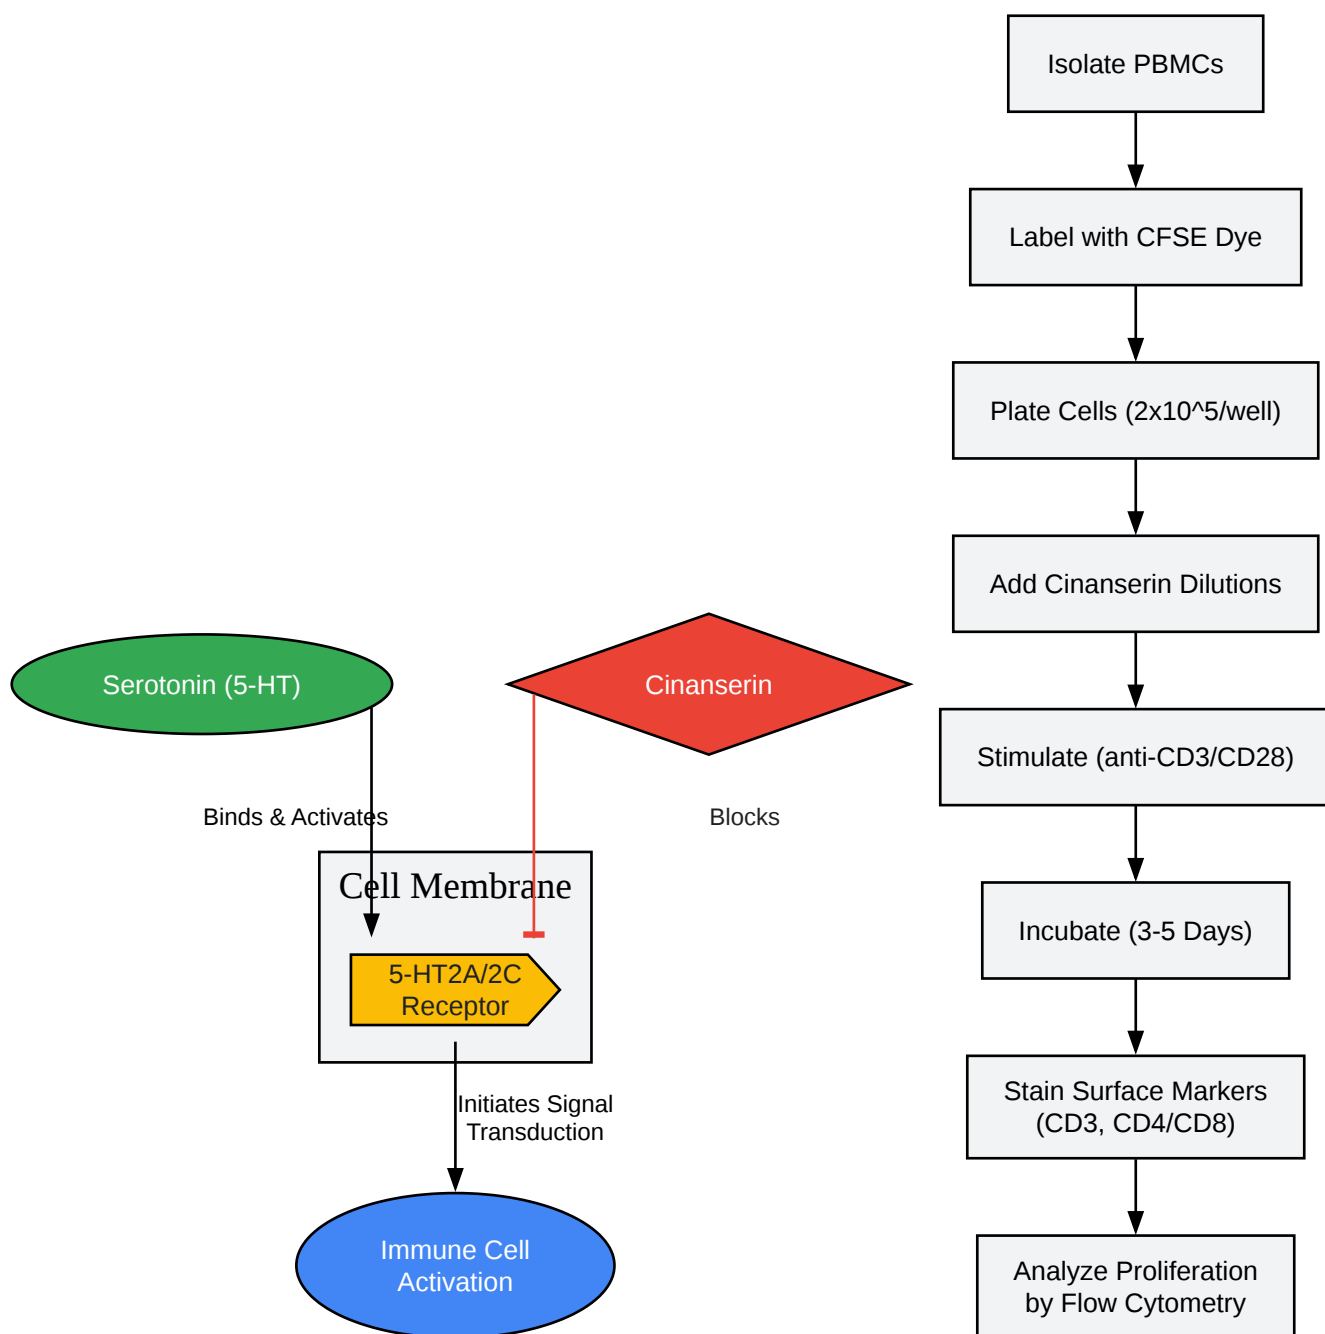 Serotonin (5-HT)
Cinanserin
Binds & Activates
Blocks
Cell Membrane
5-HT2A/2C
Receptor
Initiates Signal
Transduction
Immune Cell
Activation
Isolate PBMCs
Label with CFSE Dye
Plate Cells (2x10^5/well)
Add Cinanserin Dilutions
Stimulate (anti-CD3/CD28)
Incubate (3-5 Days)
Stain Surface Markers
(CD3, CD4/CD8)
Analyze Proliferation
by Flow Cytometry